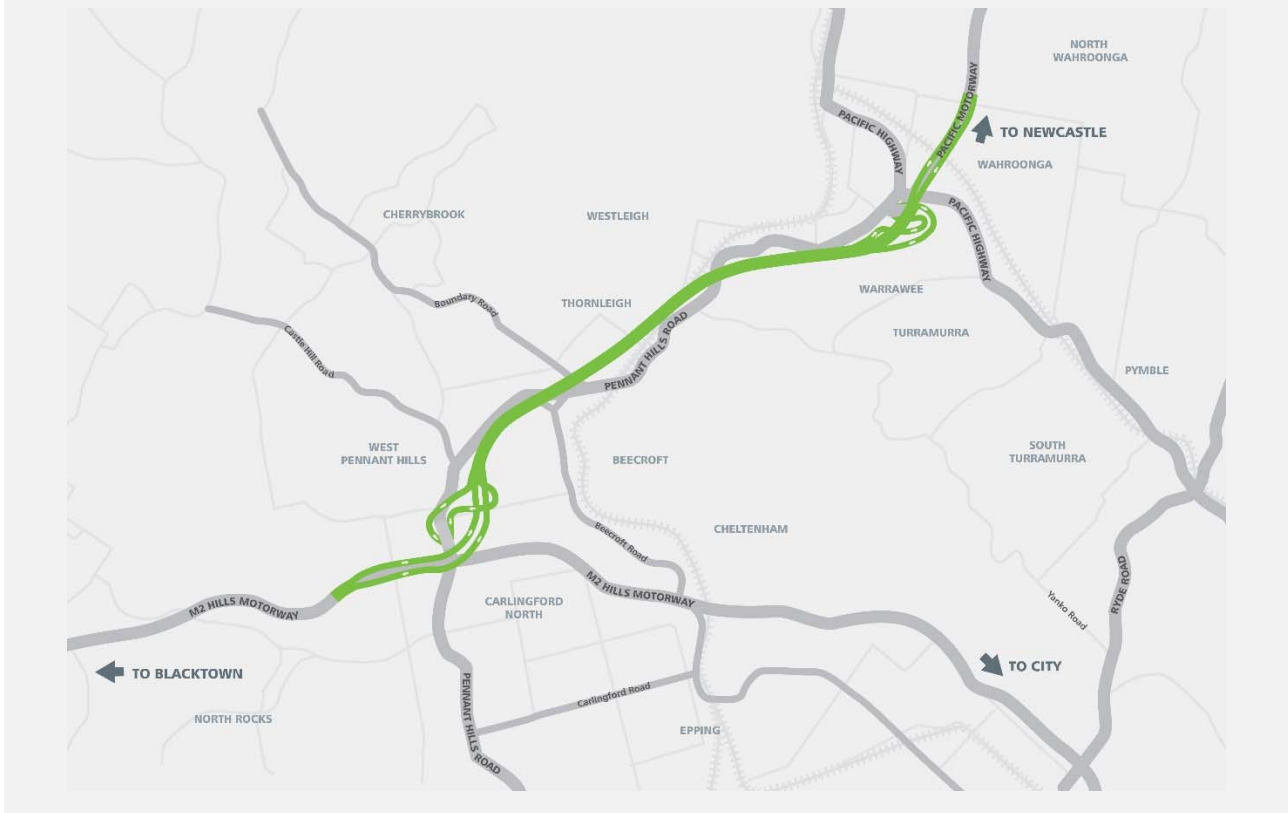 NORTH
WAHROONGA
PACIFIC MOTORWAY
PACIFIC HIGHWAY
TO NEWCASTLE
WAHROONGA
CHERRYBROOK
WESTLEIGH
PACIFIC HIGHWAY
WARRAWEE
Boundary Road
THORNLEIGH
TURRAMURRA
Castle Hill Road
PENNANT HILLS ROAD
PYMBLE
WEST
PENNANT HILLS
BEECROFT
SOUTH
TURRAMURRA
Beecroft Road
CHELTENHAM
M2 HILLS MOTORWAY
M2 HILLS MOTORWAY
CARLINGFORD
NORTH
Yanko Road
RYDE ROAD
TO BLACKTOWN
TO CITY
PENNANT HILLS ROAD
Carlingford Road
NORTH ROCKS
EPPING